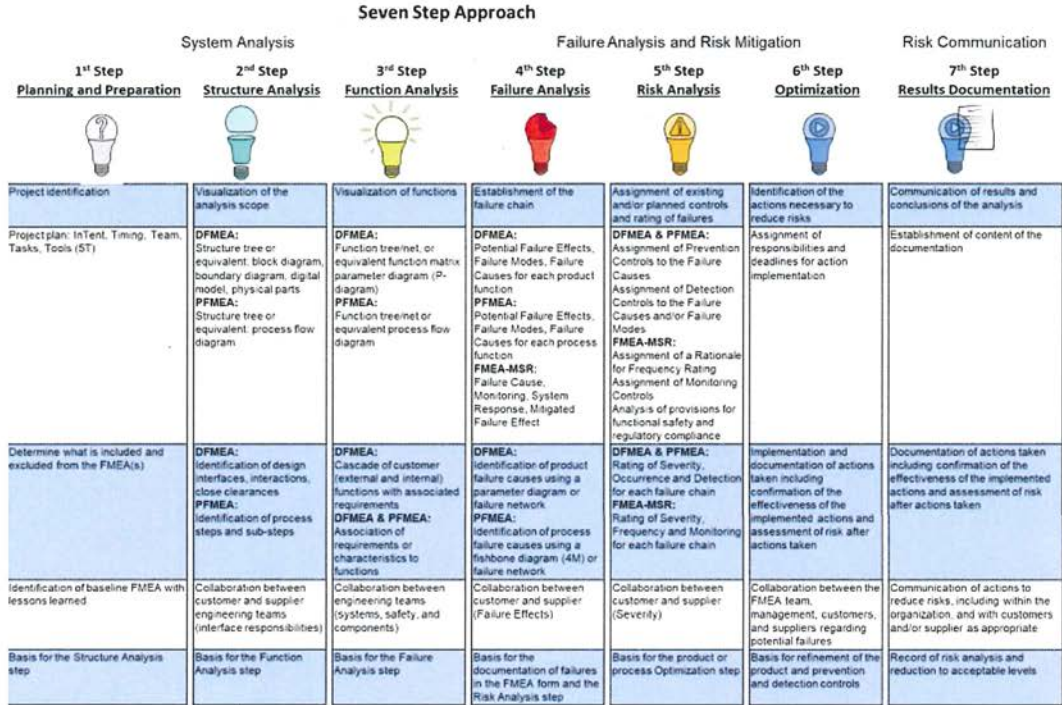 Seven Step Approach
System Analysis
Failure Analysis and Risk Mitigation
Risk Communication
1st Step
Planning and Preparation
2nd Step
Structure Analysis
3rd Step
Function Analysis
4th Step
Failure Analysis
5th Step
Risk Analysis
6th Step
Optimization
7th Step
Results Documentation
?
Project identification
Visualization of the
analysis scope
Visualization of functions
Establishment of the
failure chain
Assignment of existing
and/or planned controls
and rating of failures
Identification of the
actions necessary to
reduce risks
Communication of results and
conclusions of the analysis
Project plan: InTent, Timing, Team,
Tasks, Tools (ST)
DFMEA:
Structure tree or
equivalent: block diagram,
boundary diagram, digital
model, physical parts
PFMEA:
Structure tree or
equivalent: process flow
diagram
DFMEA:
Function tree/net, or
equivalent function matrix
parameter diagram (P-
diagram)
PFMEA:
Function tree/net or
equivalent process flow
diagram
DFMEA:
Potential Failure Effects,
Failure Modes, Failure
Causes for each product
function
PFMEA:
Potential Failure Effects,
Failure Modes, Failure
Causes for each process
function
FMEA-MSR:
Failure Cause,
Monitoring, System
Response, Mitigated
Failure Effect
DFMEA & PFMEA:
Assignment of Prevention
Controls to the Failure
Causes
Assignment of Detection
Controls to the Failure
Causes and/or Failure
Modes
FMEA-MSR:
Assignment of a Rationale
for Frequency Rating
Assignment of Monitoring
Controls
Analysis of provisions for
functional safety and
regulatory compliance
Assignment of
responsibilities and
deadlines for action
implementation
Establishment of content of the
documentation
Determine what is included and
excluded from the FMEA(s)
DFMEA:
Identification of design
interfaces, interactions,
close clearances
PFMEA:
Identification of process
steps and sub-steps
DFMEA:
Cascade of customer
(external and internal)
functions with associated
requirements
DFMEA & PFMEA:
Association of
requirements or
characteristics to
functions
DFMEA:
Identification of product
failure causes using a
parameter diagram or
failure network
PFMEA:
Identification of process
failure causes using a
fishbone diagram (4M) or
failure network
DFMEA & PFMEA:
Rating of Severity,
Occurrence and Detection
for each failure chain
FMEA-MSR:
Rating of Severity,
Frequency and Monitoring
for each failure chain
Implementation and
documentation of actions
taken including
confirmation of the
effectiveness of the
implemented actions and
assessment of risk after
actions taken
Documentation of actions taken
including confirmation of the
effectiveness of the implemented
actions and assessment of risk
after actions taken
Identification of baseline FMEA with
lessons learned
Collaboration between
customer and supplier
engineering teams
(interface responsibilities)
Collaboration between
engineering teams
(systems, safety, and
components)
Collaboration between
customer and supplier
(Failure Effects)
Collaboration between
customer and supplier
(Severity)
Collaboration between the
FMEA team,
management, customers,
and suppliers regarding
potential failures
Communication of actions to
reduce risks, including within the
organization, and with customers
and/or supplier as appropriate
Basis for the Structure Analysis
step
Basis for the Function
Analysis step
Basis for the Failure
Analysis step
Basis for the
documentation of failures
in the FMEA form and the
Risk Analysis step
Basis for the product or
process Optimization step
Basis for refinement of the
product and prevention
and detection controls
Record of risk analysis and
reduction to acceptable levels